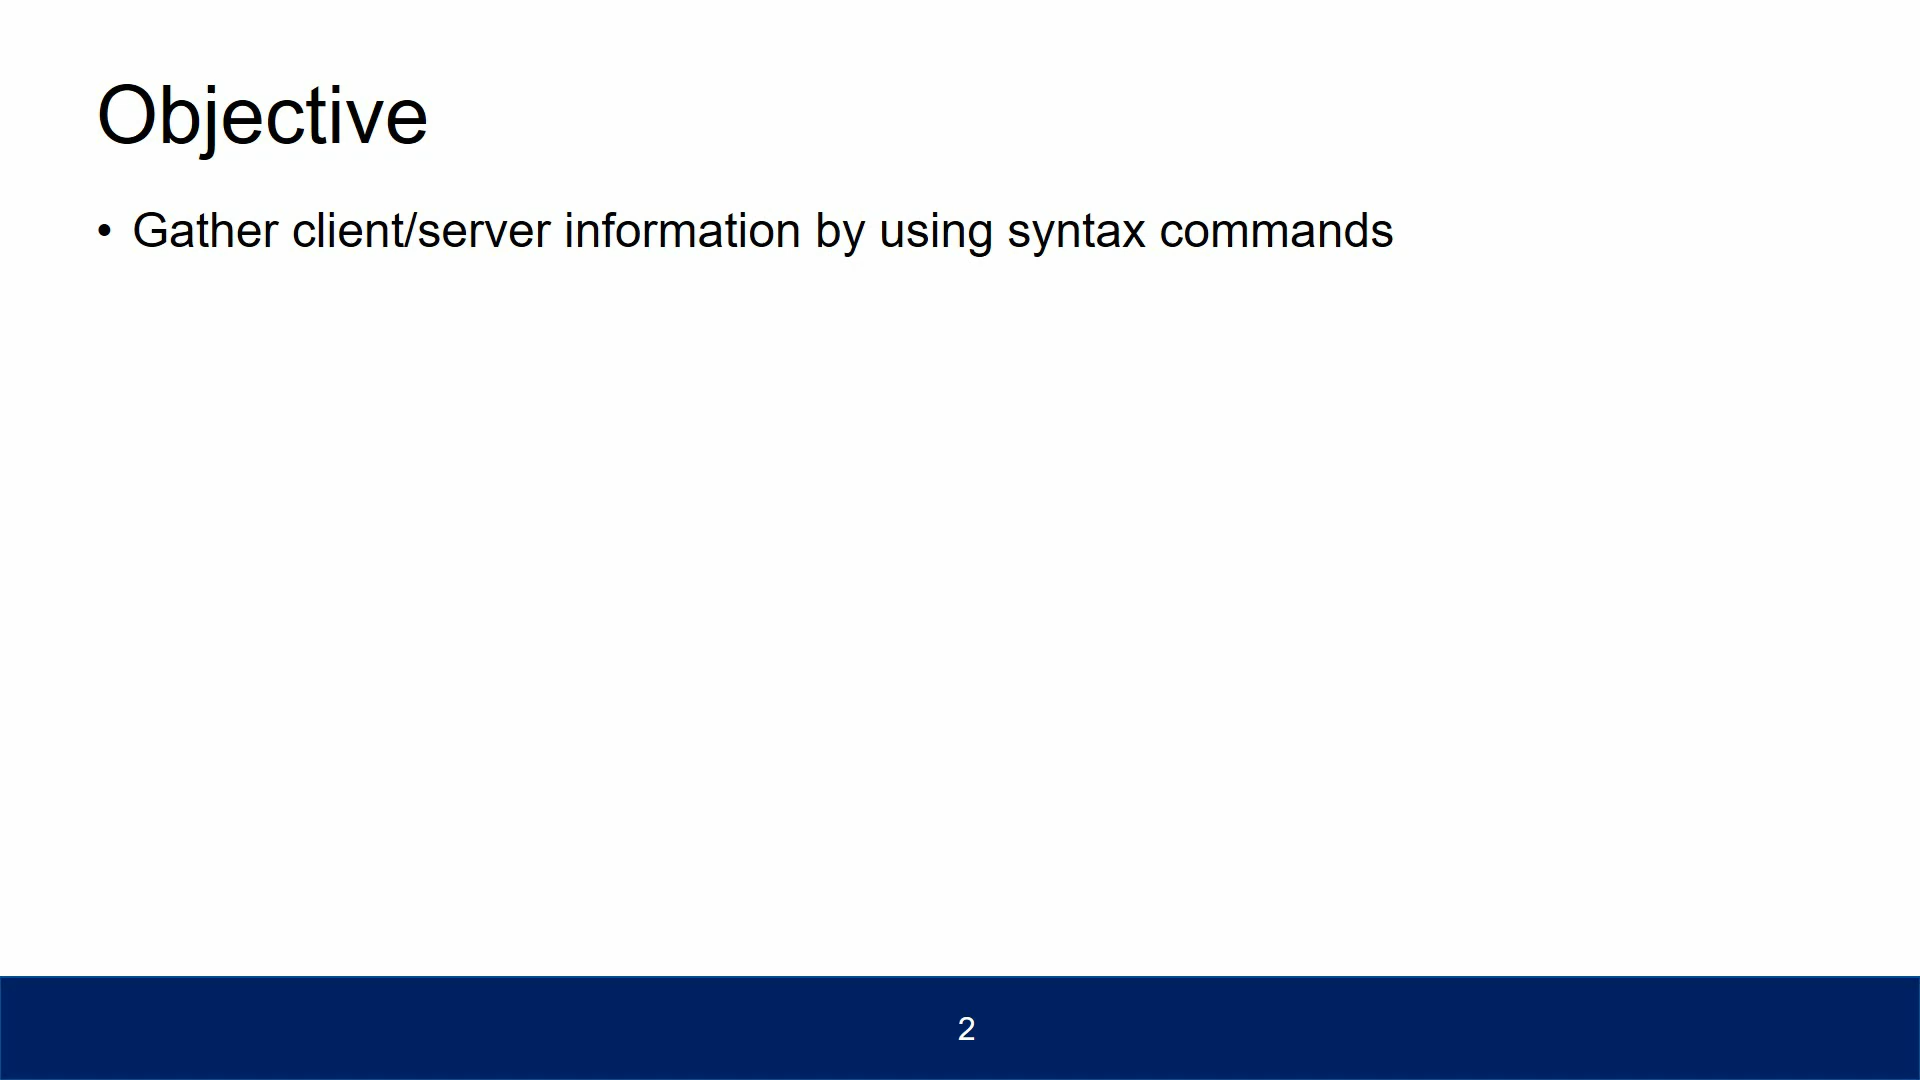 Objective
• Gather client/server information by using syntax commands
2